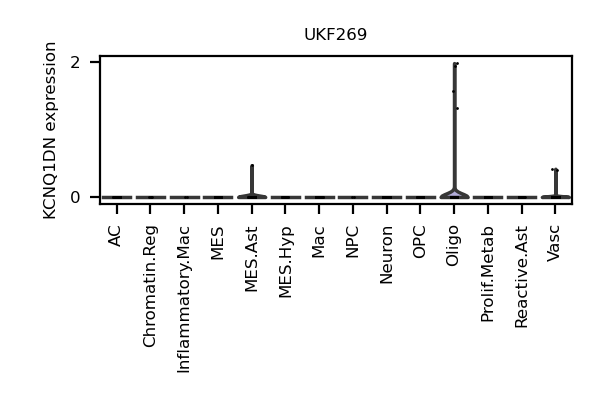 UKF269
KCNQ1DN expression
2
0
AC
Chromatin.Reg
Inflammatory.Mac
MES
MES.Ast
MES.Hyp
Mac
NPC
Neuron
OPC
Oligo
Prolif.Metab
Reactive.Ast
Vasc